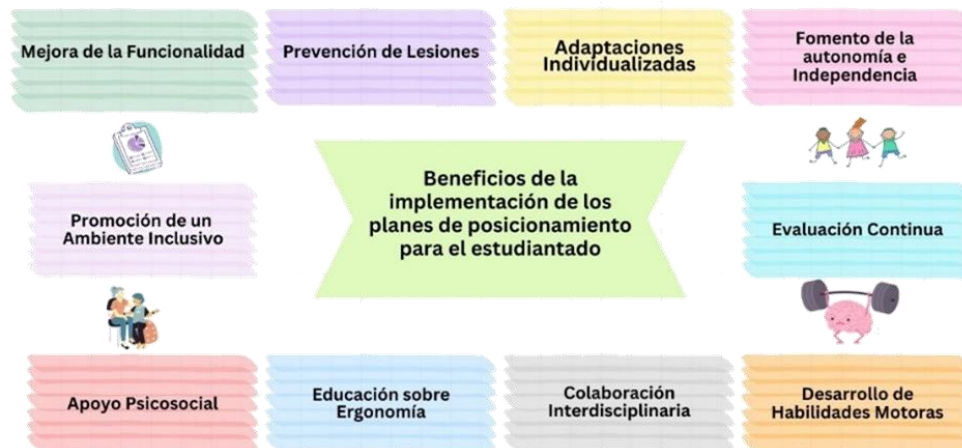 Mejora de la Funcionalidad
Prevención de Lesiones
Adaptaciones
Individualizadas
Fomento de la
autonomía e
Independencia
Beneficios de la
implementación de los
planes de posicionamiento
para el estudiantado
Promoción de un
Ambiente Inclusivo
Evaluación Continua
Apoyo Psicosocial
Educación sobre
Ergonomía
Colaboración
Interdisciplinaria
Desarrollo de
Habilidades Motoras